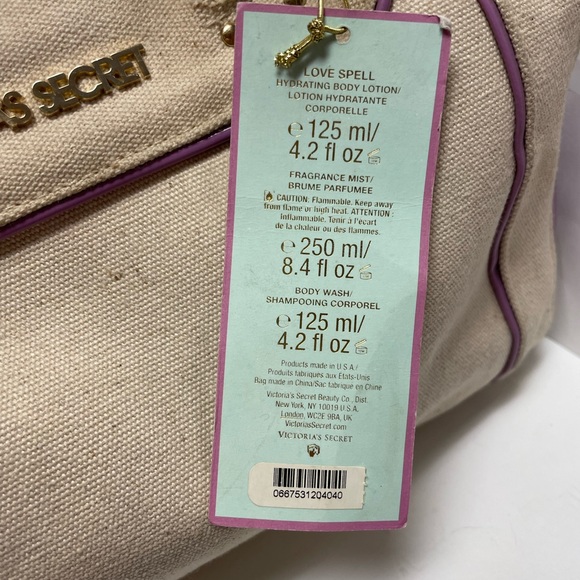 AS SECRET
LOVE SPELL
HYDRATING BODY LOTION/
LOTION HYDRATANTE
CORPORELLE
℮ 125 ml/
4.2 fl oz
FRAGRANCE MIST/
BRUME PARFUMÉE
CAUTION: Flammable. Keep away
from flame or high heat. ATTENTION :
Inflammable. Tenir à l'écart
de la chaleur ou des flammes.
℮ 250 ml/
8.4 fl oz
BODY WASH/
SHAMPOOING CORPOREL
℮ 125 ml/
4.2 fl oz
Products made in U.S.A./
Produits fabriqués aux États-Unis
Bag made in China/Sac fabriqué en Chine
Victoria's Secret Beauty Co., Dist.
New York, NY 10019 U.S.A.
London, WC2E 9BA, UK
VictoriasSecret.com
VICTORIA'S SECRET
0667531204040